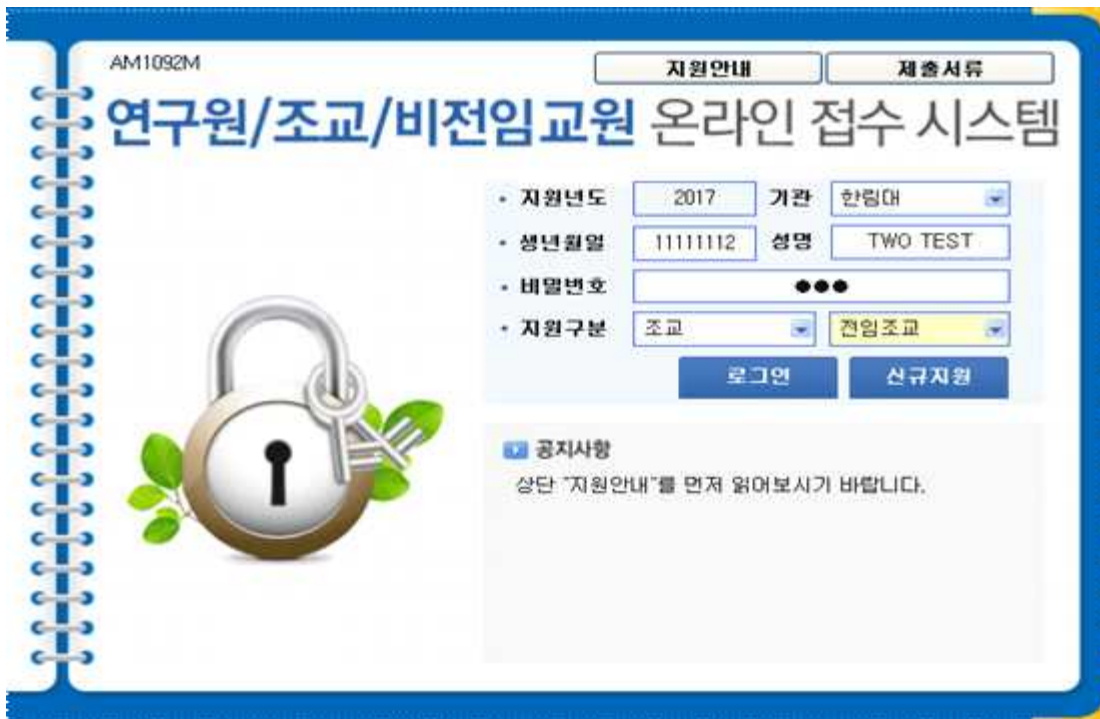 AM1092M
지원안내
제출서류
연구원/조교/비전임교원 온라인 접수 시스템
지원년도 2017 기관 한림대
생년월일 11111112 성명 TWO TEST
비밀번호 ●●●
지원구분 조교 전임조교
로그인 신규지원
공지사항
상단 "지원안내"를 먼저 읽어보시기 바랍니다.